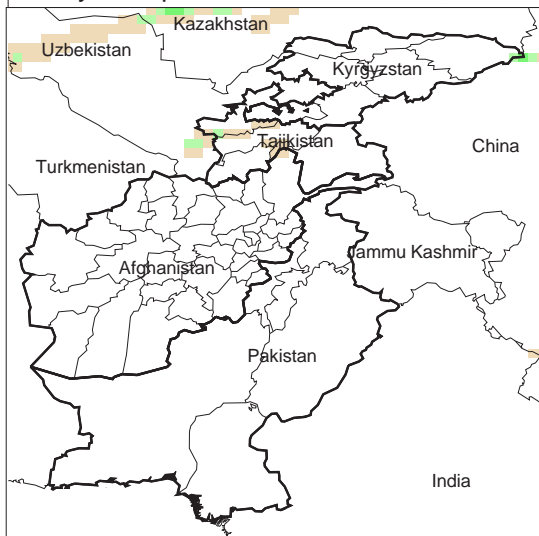 Kazakhstan
Uzbekistan
Kyrgyzstan
Tajikistan
China
Turkmenistan
Jammu Kashmir
Afghanistan
Pakistan
India